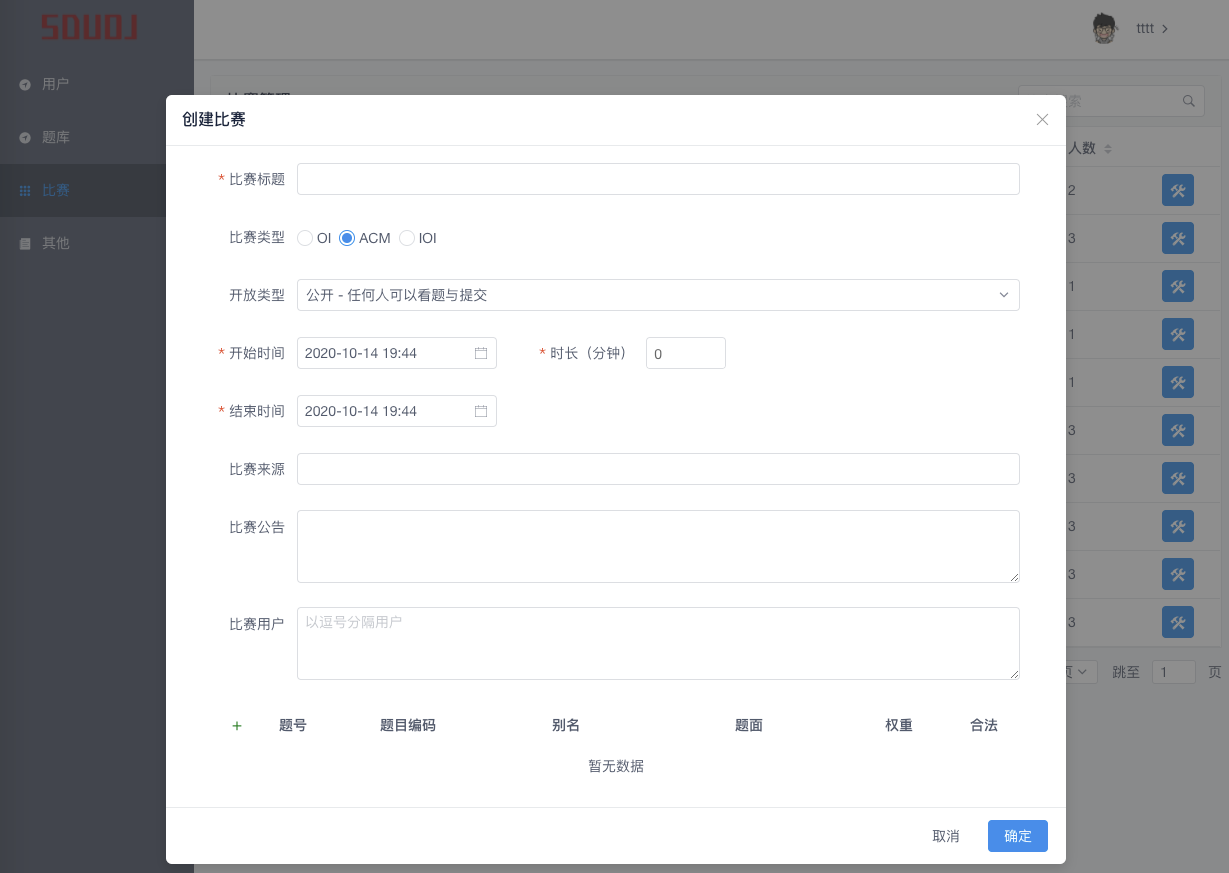 SDUOJ
tttt
用户
题库
比赛
其他
创建比赛
* 比赛标题
比赛类型 OI ACM IOI
开放类型 公开 - 任何人可以看题与提交
* 开始时间 2020-10-14 19:44 * 时长（分钟） 0
* 结束时间 2020-10-14 19:44
比赛来源
比赛公告
比赛用户 以逗号分隔用户
+ 题号 题目编码 别名 题面 权重 合法
暂无数据
取消 确定
人数
2
3
1
1
1
3
3
3
3
3
跳至 1 页